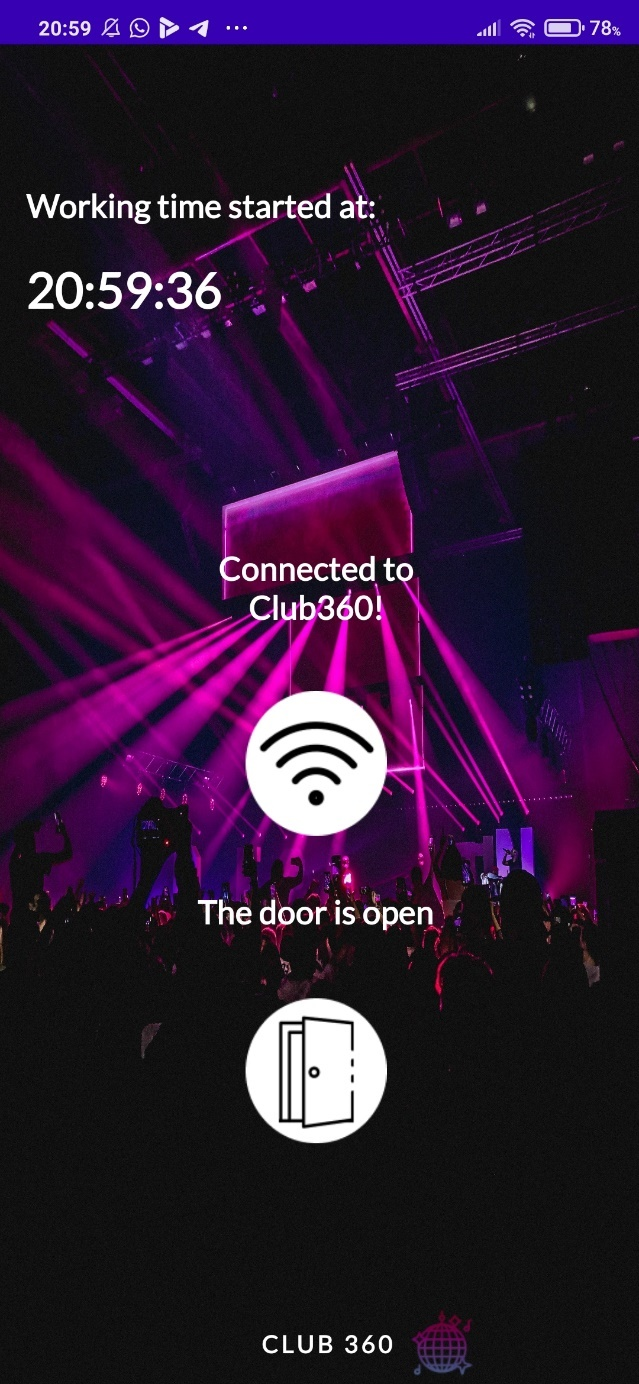 20:59 ... 78%
Working time started at:
20:59:36
Connected to
Club360!
The door is open
CLUB 360